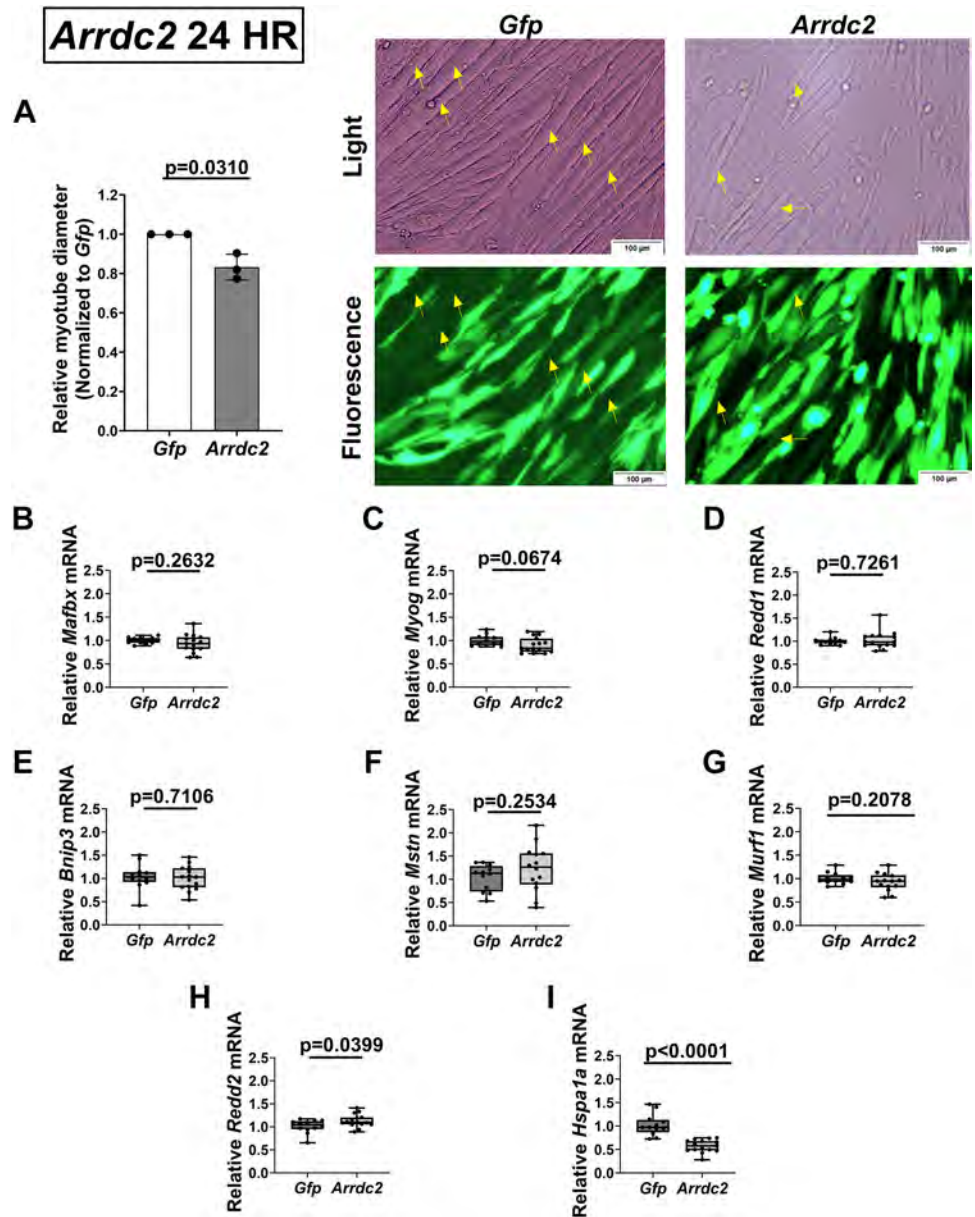 Arrdc2 24 HR
Gfp
Arrdc2
A
p=0.0310
Relative myotube diameter
(Normalized to Gfp)
1.2
1.0
0.8
0.6
0.4
0.2
0.0
Gfp
Arrdc2
Light
100 µm
100 µm
Fluorescence
100 µm
100 µm
B
Relative Mafbx mRNA
p=0.2632
2.5
2.0
1.5
1.0
0.5
0.0
Gfp
Arrdc2
C
Relative Myog mRNA
p=0.0674
2.5
2.0
1.5
1.0
0.5
0.0
Gfp
Arrdc2
D
Relative Redd1 mRNA
p=0.7261
2.5
2.0
1.5
1.0
0.5
0.0
Gfp
Arrdc2
E
Relative Bnip3 mRNA
p=0.7106
2.5
2.0
1.5
1.0
0.5
0.0
Gfp
Arrdc2
F
Relative Mstn mRNA
p=0.2534
2.5
2.0
1.5
1.0
0.5
0.0
Gfp
Arrdc2
G
Relative Murf1 mRNA
p=0.2078
2.5
2.0
1.5
1.0
0.5
0.0
Gfp
Arrdc2
H
Relative Redd2 mRNA
p=0.0399
2.5
2.0
1.5
1.0
0.5
0.0
Gfp
Arrdc2
I
Relative Hspa1a mRNA
p<0.0001
2.5
2.0
1.5
1.0
0.5
0.0
Gfp
Arrdc2